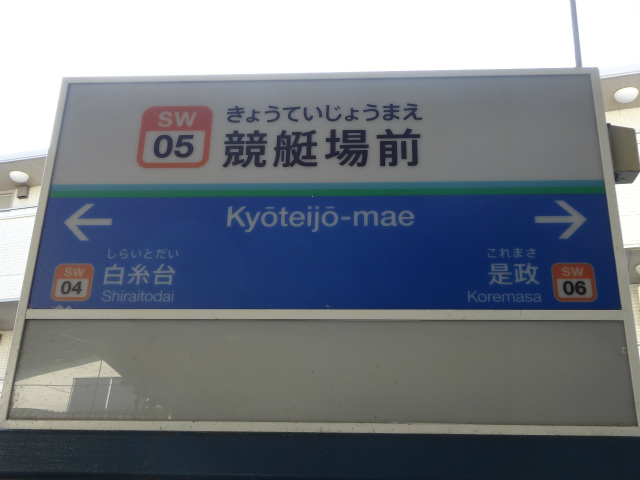 SW
05
きょうていじょうまえ
競艇場前
Kyōteijō-mae
← →
SW
04
しらいとだい
白糸台
Shiraitodai
これまさ
是政
Koremasa
SW
06